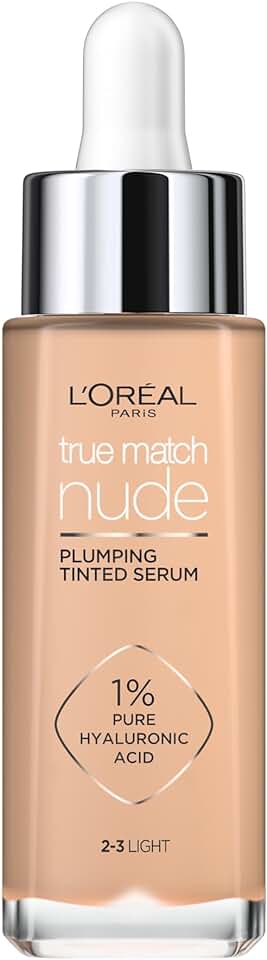 L'ORÉAL
PARIS
true match
nude
PLUMPING
TINTED SERUM
1%
PURE
HYALURONIC
ACID
2-3 LIGHT